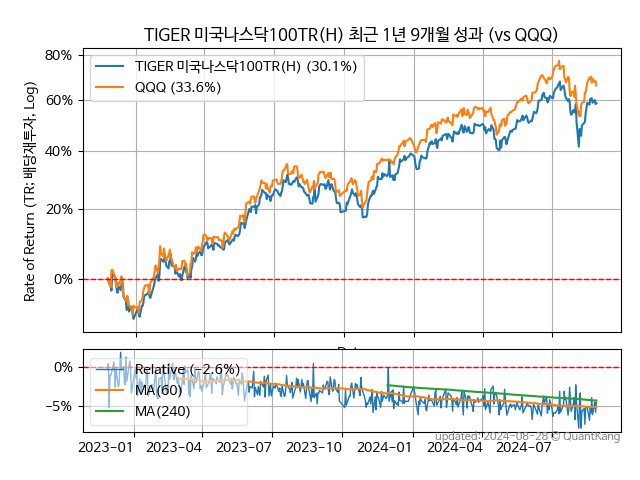 TIGER 미국나스닥100TR(H) 최근 1년 9개월 성과 (vs QQQ)
80%
60%
40%
20%
0%
Rate of Return (TR: 배당재투자, Log)
TIGER 미국나스닥100TR(H) (30.1%)
QQQ (33.6%)
0%
−5%
Relative (−2.6%)
MA(60)
MA(240)
updated: 2024-08-28 © QuantKang
2023−01
2023−04
2023−07
2023−10
2024−01
2024−04
2024−07